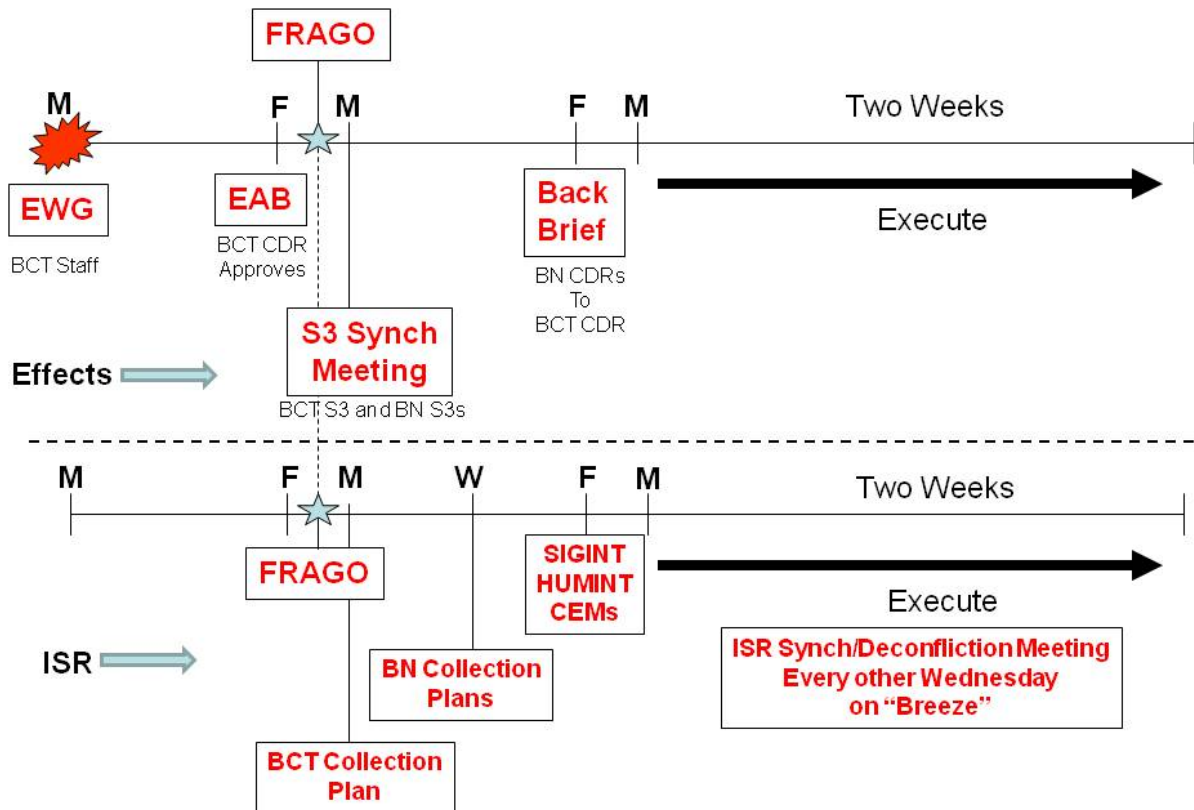 FRAGO
M
F
M
F
M
Two Weeks
EWG
BCT Staff
EAB
BCT CDR
Approves
Back
Brief
BN CDRs
To
BCT CDR
Execute
S3 Synch
Meeting
BCT S3 and BN S3s
Effects
M
F
M
W
F
M
Two Weeks
FRAGO
SIGINT
HUMINT
CEMs
Execute
ISR
BN Collection
Plans
ISR Synch/Deconfliction Meeting
Every other Wednesday
on “Breeze”
BCT Collection
Plan